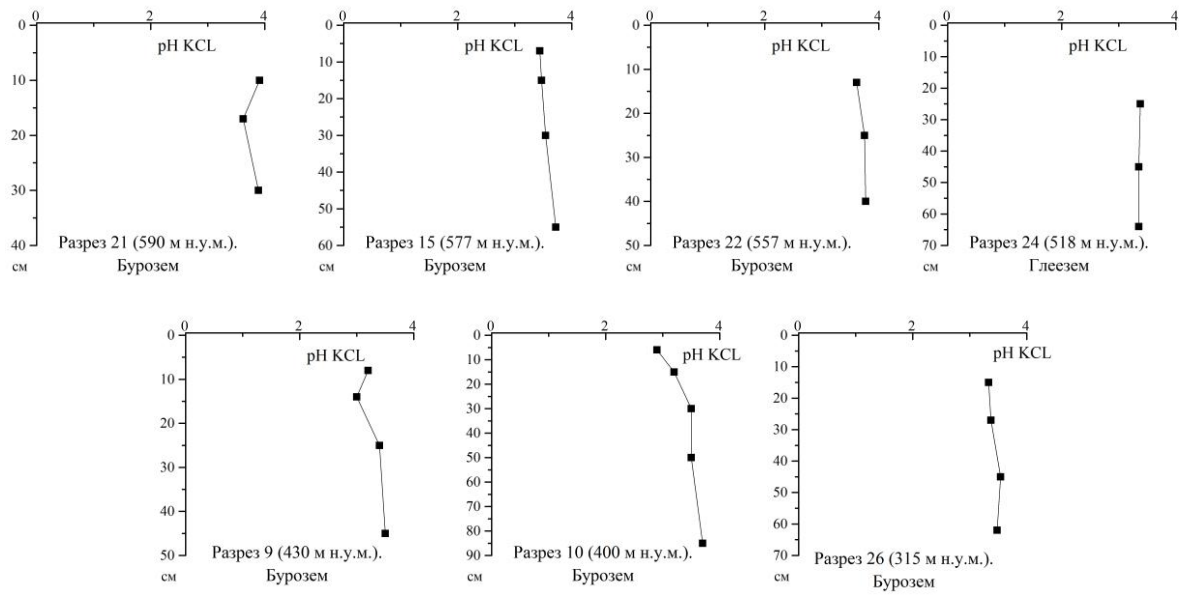 0 2 4
pH KCL
0
10
20
30
40
см
Разрез 21 (590 м н.у.м.).
Бурозем
0 2 4
pH KCL
0
10
20
30
40
50
60
см
Разрез 15 (577 м н.у.м.).
Бурозем
0 2 4
pH KCL
0
10
20
30
40
50
см
Разрез 22 (557 м н.у.м.).
Бурозем
0 2 4
pH KCL
0
10
20
30
40
50
60
70
см
Разрез 24 (518 м н.у.м.).
Глеезем
0 2 4
pH KCL
0
10
20
30
40
50
см
Разрез 9 (430 м н.у.м.).
Бурозем
0 2 4
pH KCL
0
10
20
30
40
50
60
70
80
90
см
Разрез 10 (400 м н.у.м.).
Бурозем
0 2 4
pH KCL
0
10
20
30
40
50
60
70
см
Разрез 26 (315 м н.у.м.).
Бурозем